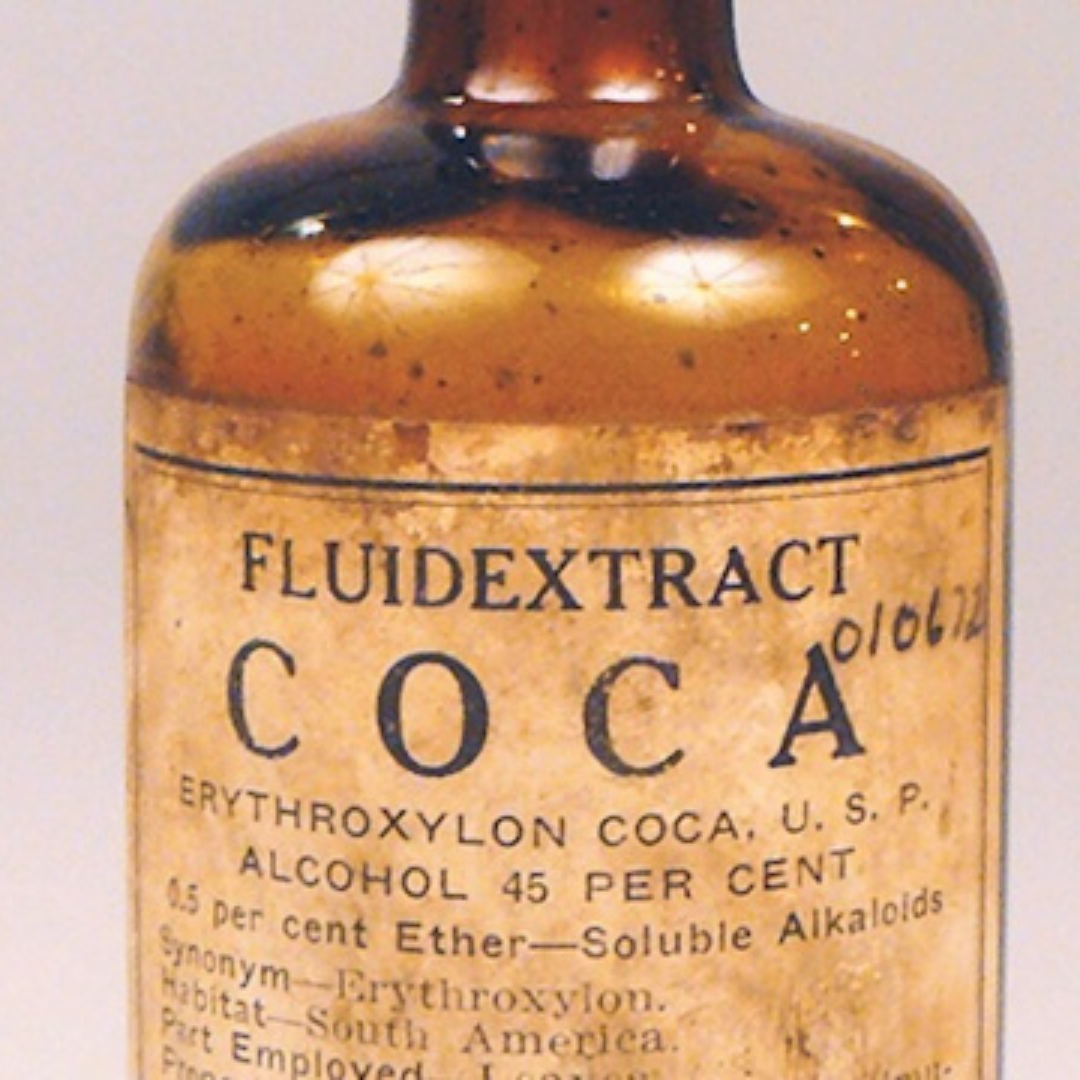 FLUIDEXTRACT
COCA
ERYTHROXYLON COCA, U. S. P.
ALCOHOL 45 PER CENT
0.5 per cent Ether—Soluble Alkaloids
Synonym—Erythroxylon.
Habitat—South America.
Part Employed—Leaves.